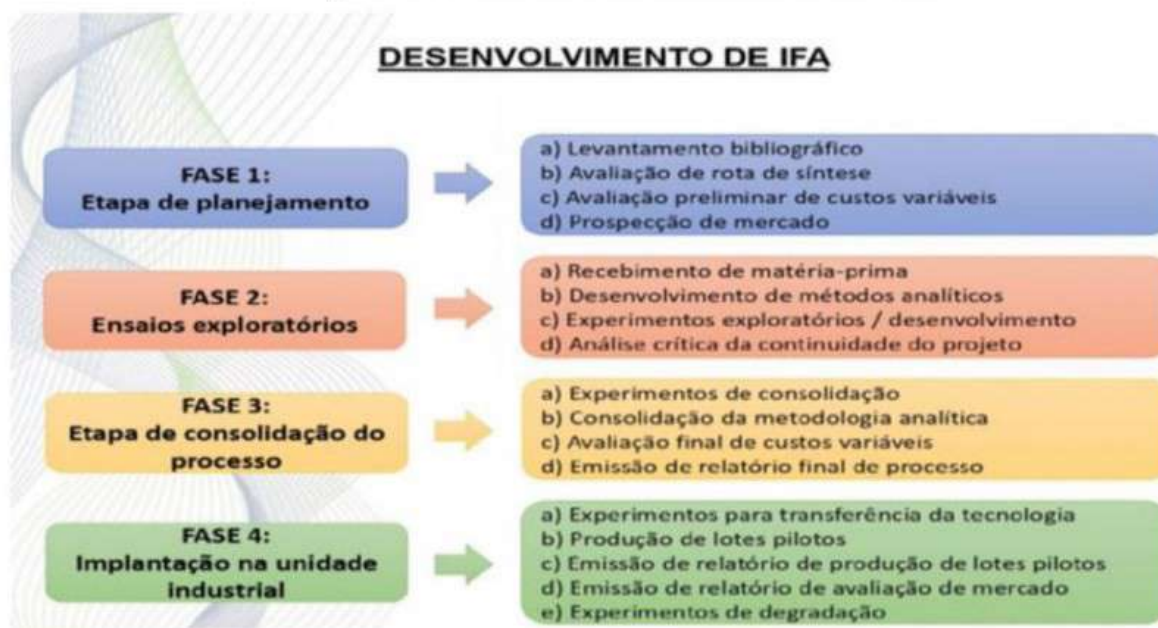 DESENVOLVIMENTO DE IFA
FASE 1:
Etapa de planejamento
a) Levantamento bibliográfico
b) Avaliação de rota de síntese
c) Avaliação preliminar de custos variáveis
d) Prospecção de mercado
FASE 2:
Ensaios exploratórios
a) Recebimento de matéria-prima
b) Desenvolvimento de métodos analíticos
c) Experimentos exploratórios / desenvolvimento
d) Análise crítica da continuidade do projeto
FASE 3:
Etapa de consolidação do
processo
a) Experimentos de consolidação
b) Consolidação da metodologia analítica
c) Avaliação final de custos variáveis
d) Emissão de relatório final de processo
FASE 4:
Implantação na unidade
industrial
a) Experimentos para transferência da tecnologia
b) Produção de lotes pilotos
c) Emissão de relatório de produção de lotes pilotos
d) Emissão de relatório de avaliação de mercado
e) Experimentos de degradação